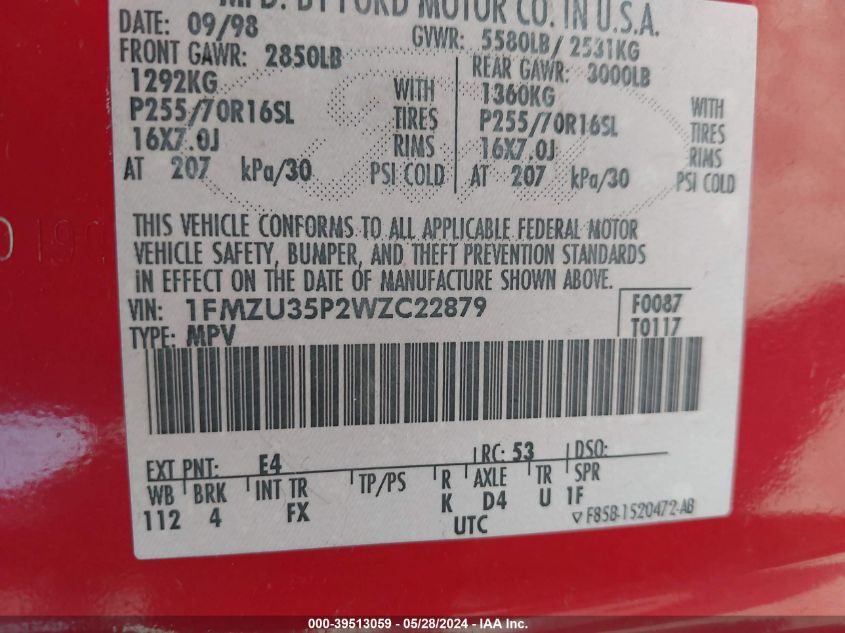 MFD. BY FORD MOTOR CO. IN U.S.A.
DATE: 09/98 GVWR: 5580LB/ 2531KG
FRONT GAWR: 2850LB REAR GAWR: 3000LB
1292KG WITH 1360KG WITH
P255/70R16SL TIRES P255/70R16SL TIRES
16X7.0J RIMS 16X7.0J RIMS
AT 207 kPa/30 PSI COLD AT 207 kPa/30 PSI COLD
THIS VEHICLE CONFORMS TO ALL APPLICABLE FEDERAL MOTOR
VEHICLE SAFETY, BUMPER, AND THEFT PREVENTION STANDARDS
IN EFFECT ON THE DATE OF MANUFACTURE SHOWN ABOVE.
VIN: 1FMZU35P2WZC22879 F0087
TYPE: MPV T0117
EXT PNT: E4 RC: 53 DSO:
WB BRK INT TR TP/PS R AXLE TR SPR
112 4 FX K D4 U 1F
UTC ▽ F85B-1520472-AB
000-39513059 - 05/28/2024 - IAA Inc.